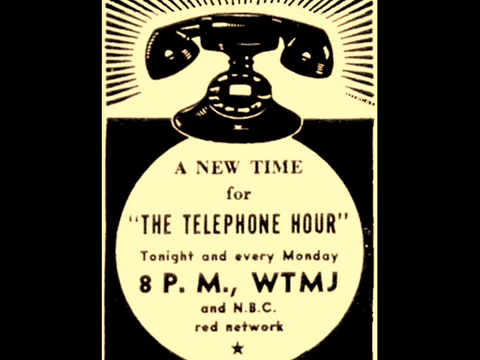 A NEW TIME
for
"THE TELEPHONE HOUR"
Tonight and every Monday
8 P. M., WTMJ
and N.B.C.
red network